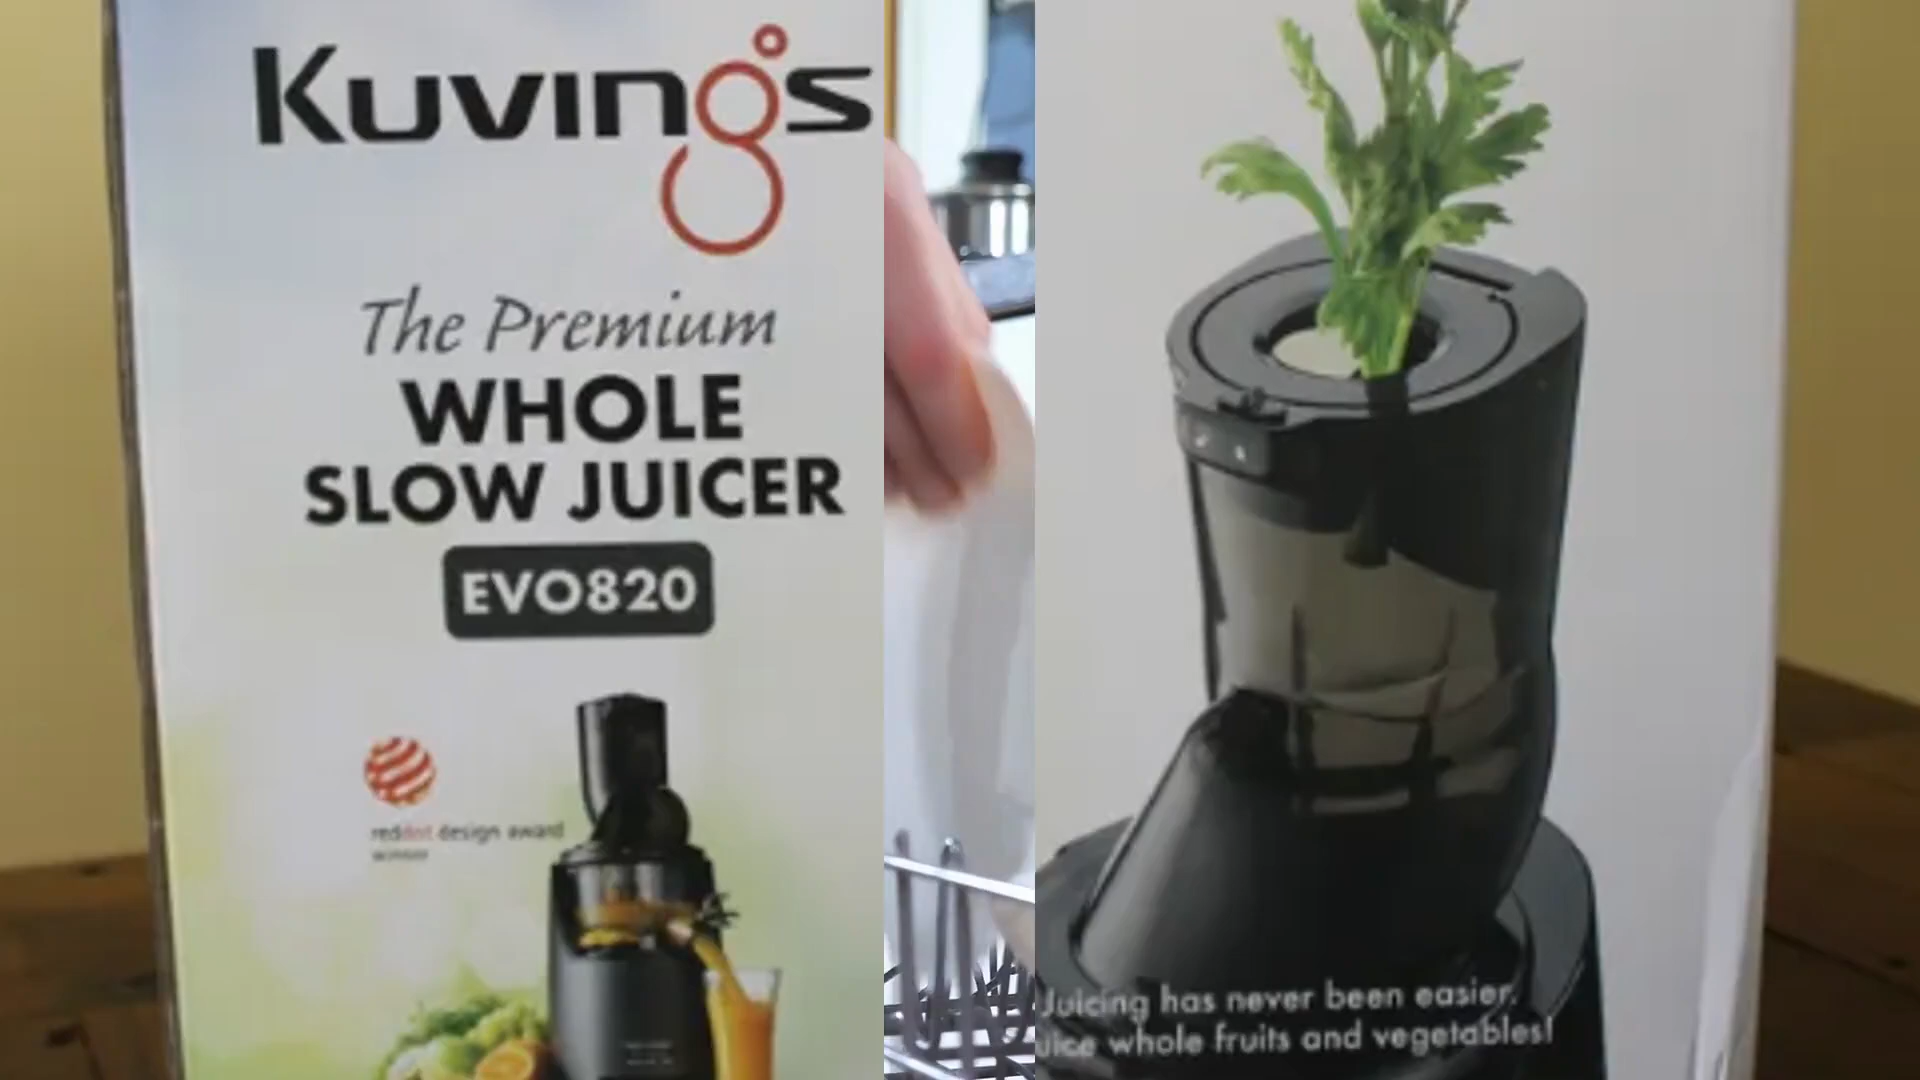 Kuvings
The Premium
WHOLE
SLOW JUICER
EVO820
reddot design award
winner
Juicing has never been easier.
uice whole fruits and vegetables!